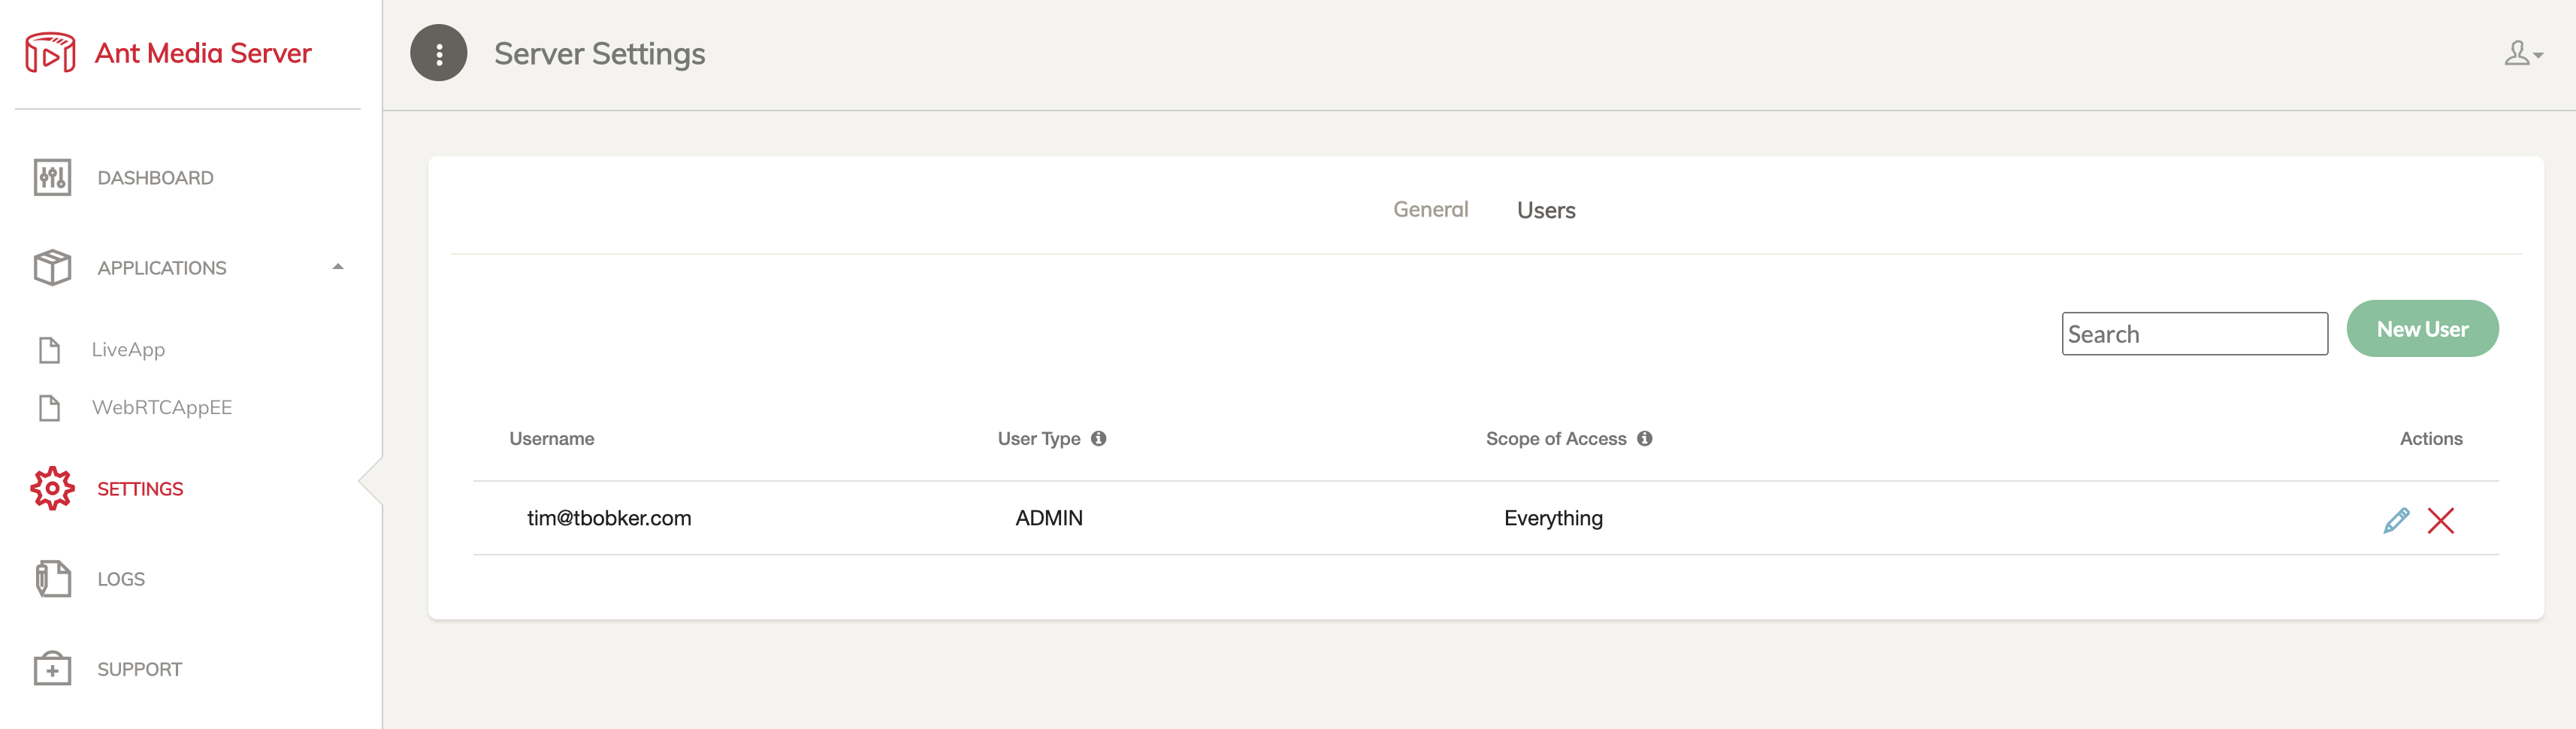 Ant Media Server
Server Settings
DASHBOARD
APPLICATIONS
LiveApp
WebRTCAppEE
SETTINGS
LOGS
SUPPORT
General Users
Search New User
Username User Type Scope of Access Actions
tim@tbobker.com ADMIN Everything